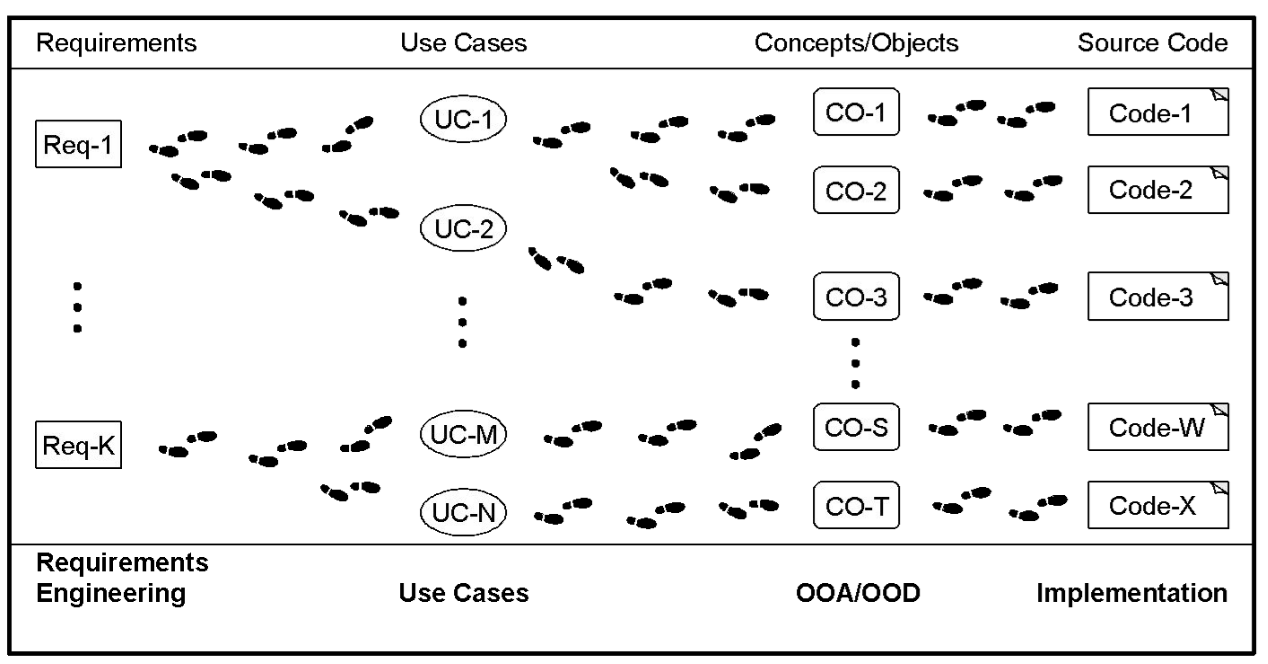 Requirements Use Cases Concepts/Objects Source Code
Req-1 UC-1 CO-1 Code-1
CO-2 Code-2
UC-2
CO-3 Code-3
Req-K UC-M CO-S Code-W
UC-N CO-T Code-X
Requirements
Engineering Use Cases OOA/OOD Implementation